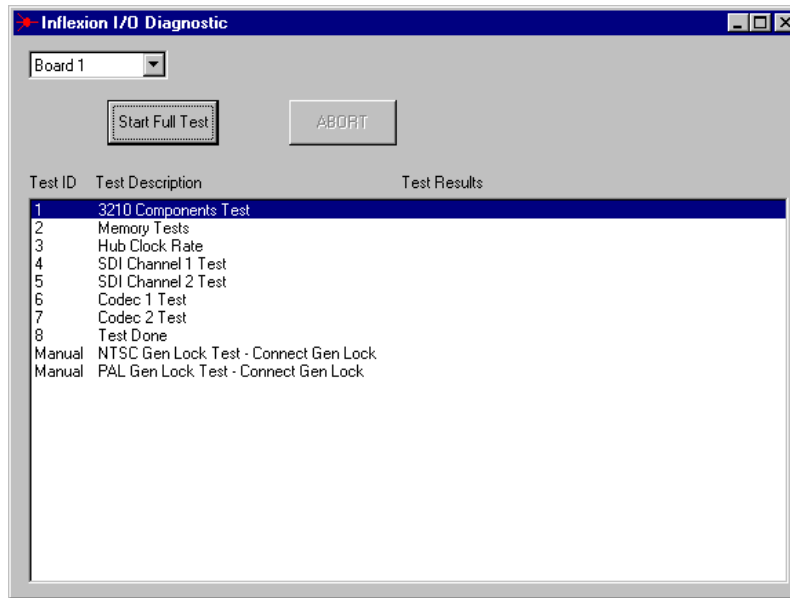 Inflexion I/O Diagnostic
Board 1
Start Full Test ABORT
Test ID Test Description Test Results
1 3210 Components Test
2 Memory Tests
3 Hub Clock Rate
4 SDI Channel 1 Test
5 SDI Channel 2 Test
6 Codec 1 Test
7 Codec 2 Test
8 Test Done
Manual NTSC Gen Lock Test - Connect Gen Lock
Manual PAL Gen Lock Test - Connect Gen Lock